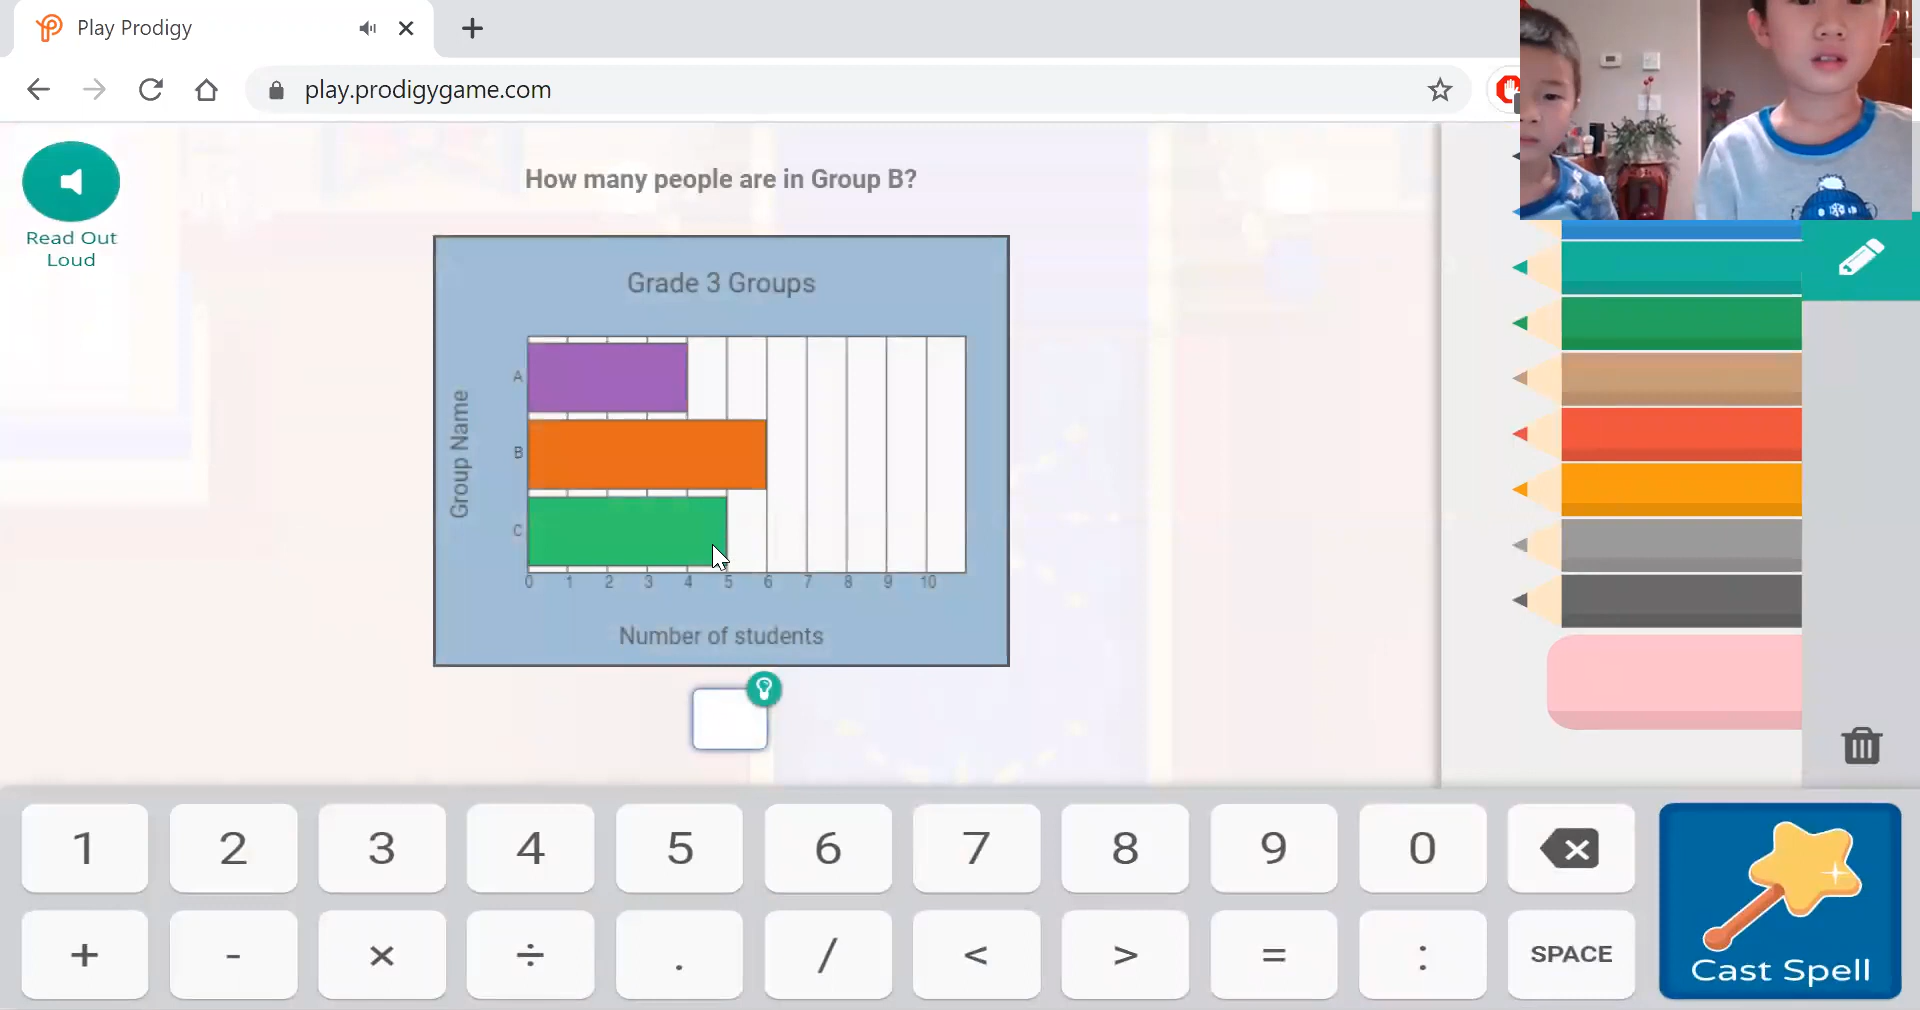 Play Prodigy
play.prodigygame.com
Read Out
Loud
How many people are in Group B?
Grade 3 Groups
Group Name
A
B
C
0 1 2 3 4 5 6 7 8 9 10
Number of students
1 2 3 4 5 6 7 8 9 0
+ - × ÷ . / < > = : SPACE
Cast Spell